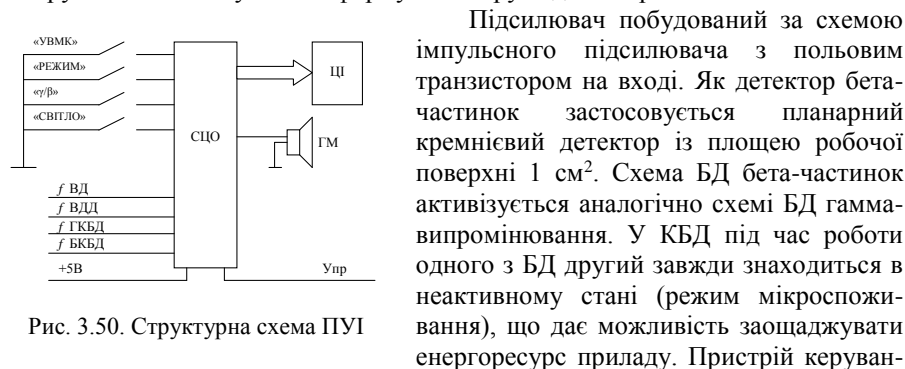 «УВМК»
«РЕЖИМ»
«γ/β»
«СВІТЛО»
СЦО
ЦІ
ГМ
f ВД
f ВДД
f ГКБД
f БКБД
+5В
Упр
Рис. 3.50. Структурна схема ПУІ
Підсилювач побудований за схемою
імпульсного підсилювача з польовим
транзистором на вході. Як детектор бета-
частинок застосовується планарний
кремнієвий детектор із площею робочої
поверхні 1 см². Схема БД бета-частинок
активізується аналогічно схемі БД гамма-
випромінювання. У КБД під час роботи
одного з БД другий завжди знаходиться в
неактивному стані (режим мікроспожи-
вання), що дає можливість заощаджувати
енергоресурс приладу. Пристрій керуван-